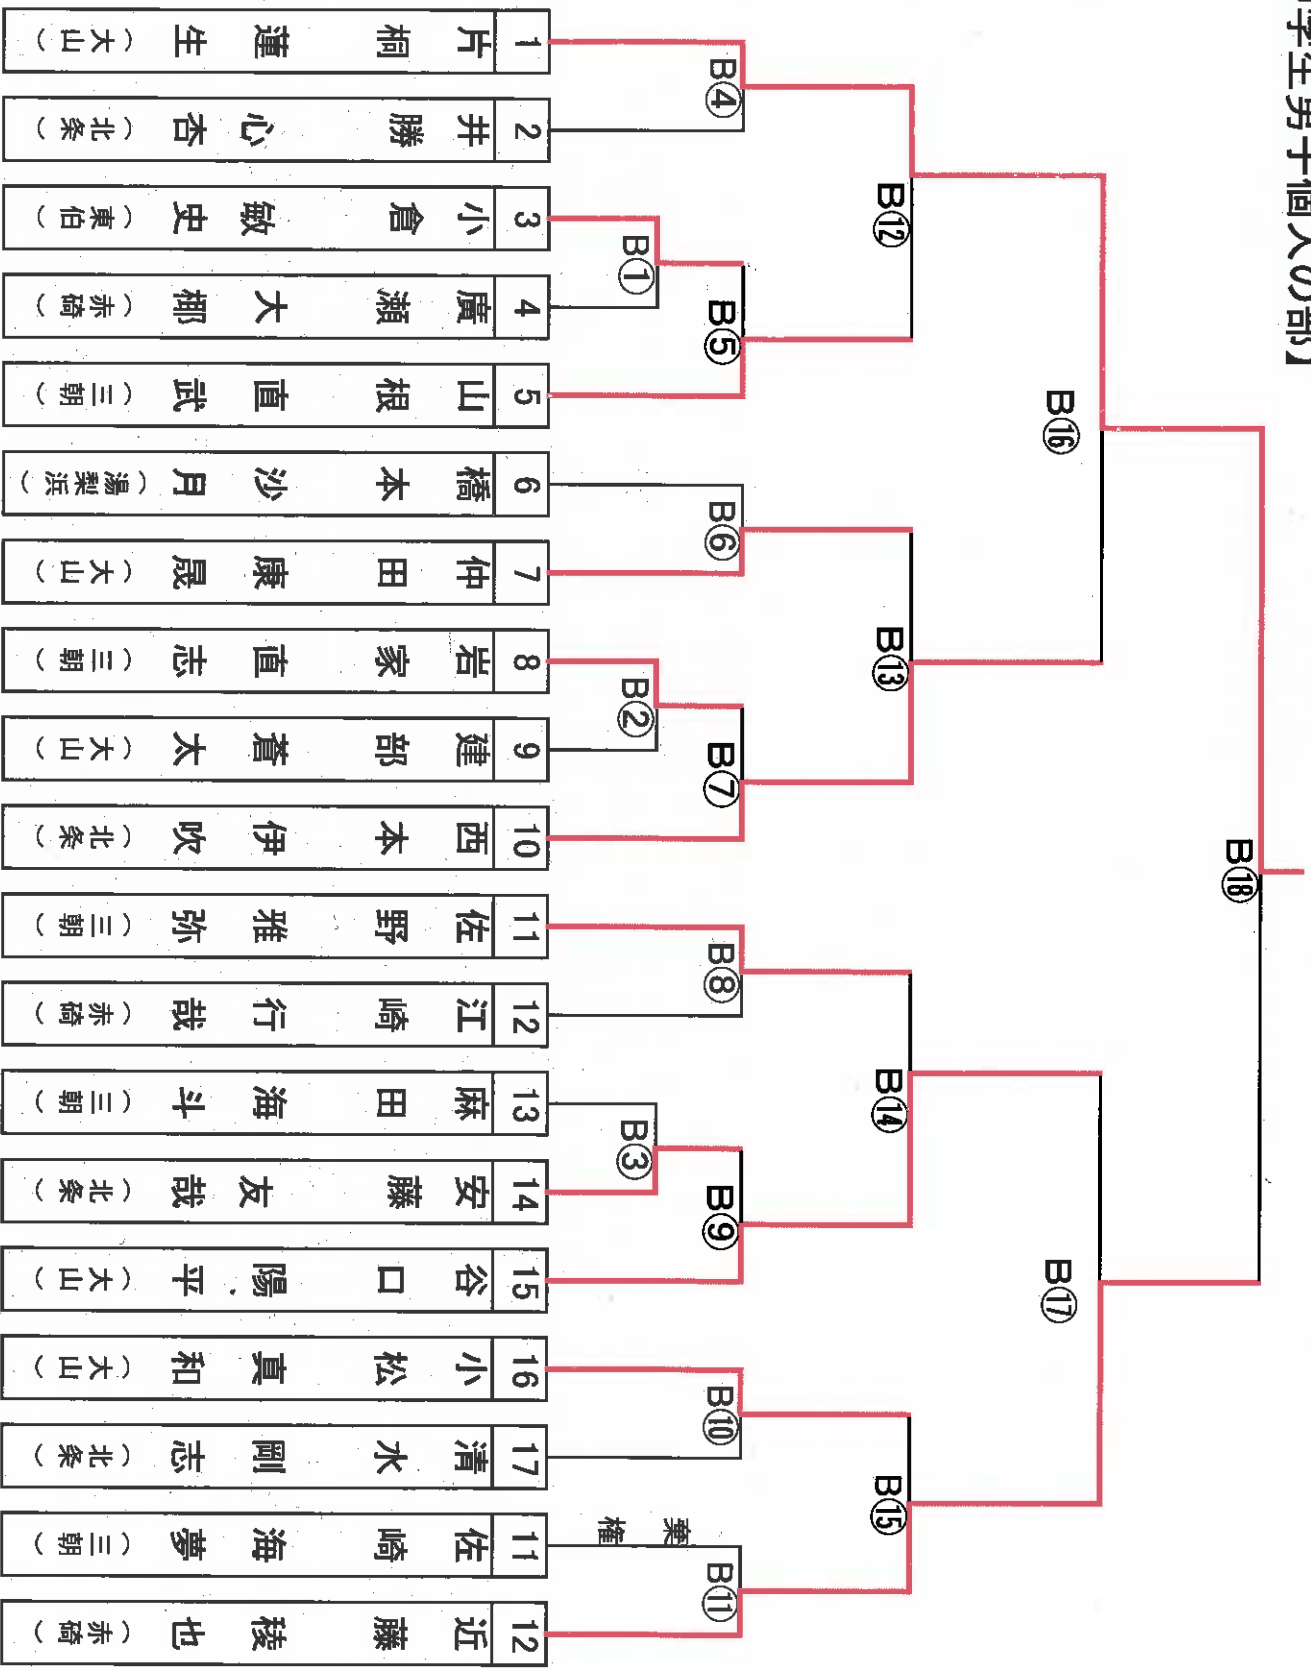 学生男子個人の部】
B⑱
B⑯
B⑰
B⑫
B⑬
B⑭
B⑮
B④
B⑤
B⑥
B⑦
B⑧
B⑨
B⑩
B⑪
B①
B②
B③
棄権
1 片桐蓮生（大山）
2 井勝心杏（北条）
3 小倉敏史（東伯）
4 廣瀬大椰（赤碕）
5 山根直武（三朝）
6 橋本沙月（湯梨浜）
7 仲田康晟（大山）
8 岩家直志（三朝）
9 建部蒼太（大山）
10 西本伊吹（北条）
11 佐野雅弥（三朝）
12 江崎行哉（赤碕）
13 麻田海斗（三朝）
14 安藤友哉（北条）
15 谷口陽平（大山）
16 小松真和（大山）
17 清水剛志（北条）
11 佐崎海夢（三朝）
12 近藤稜也（赤碕）